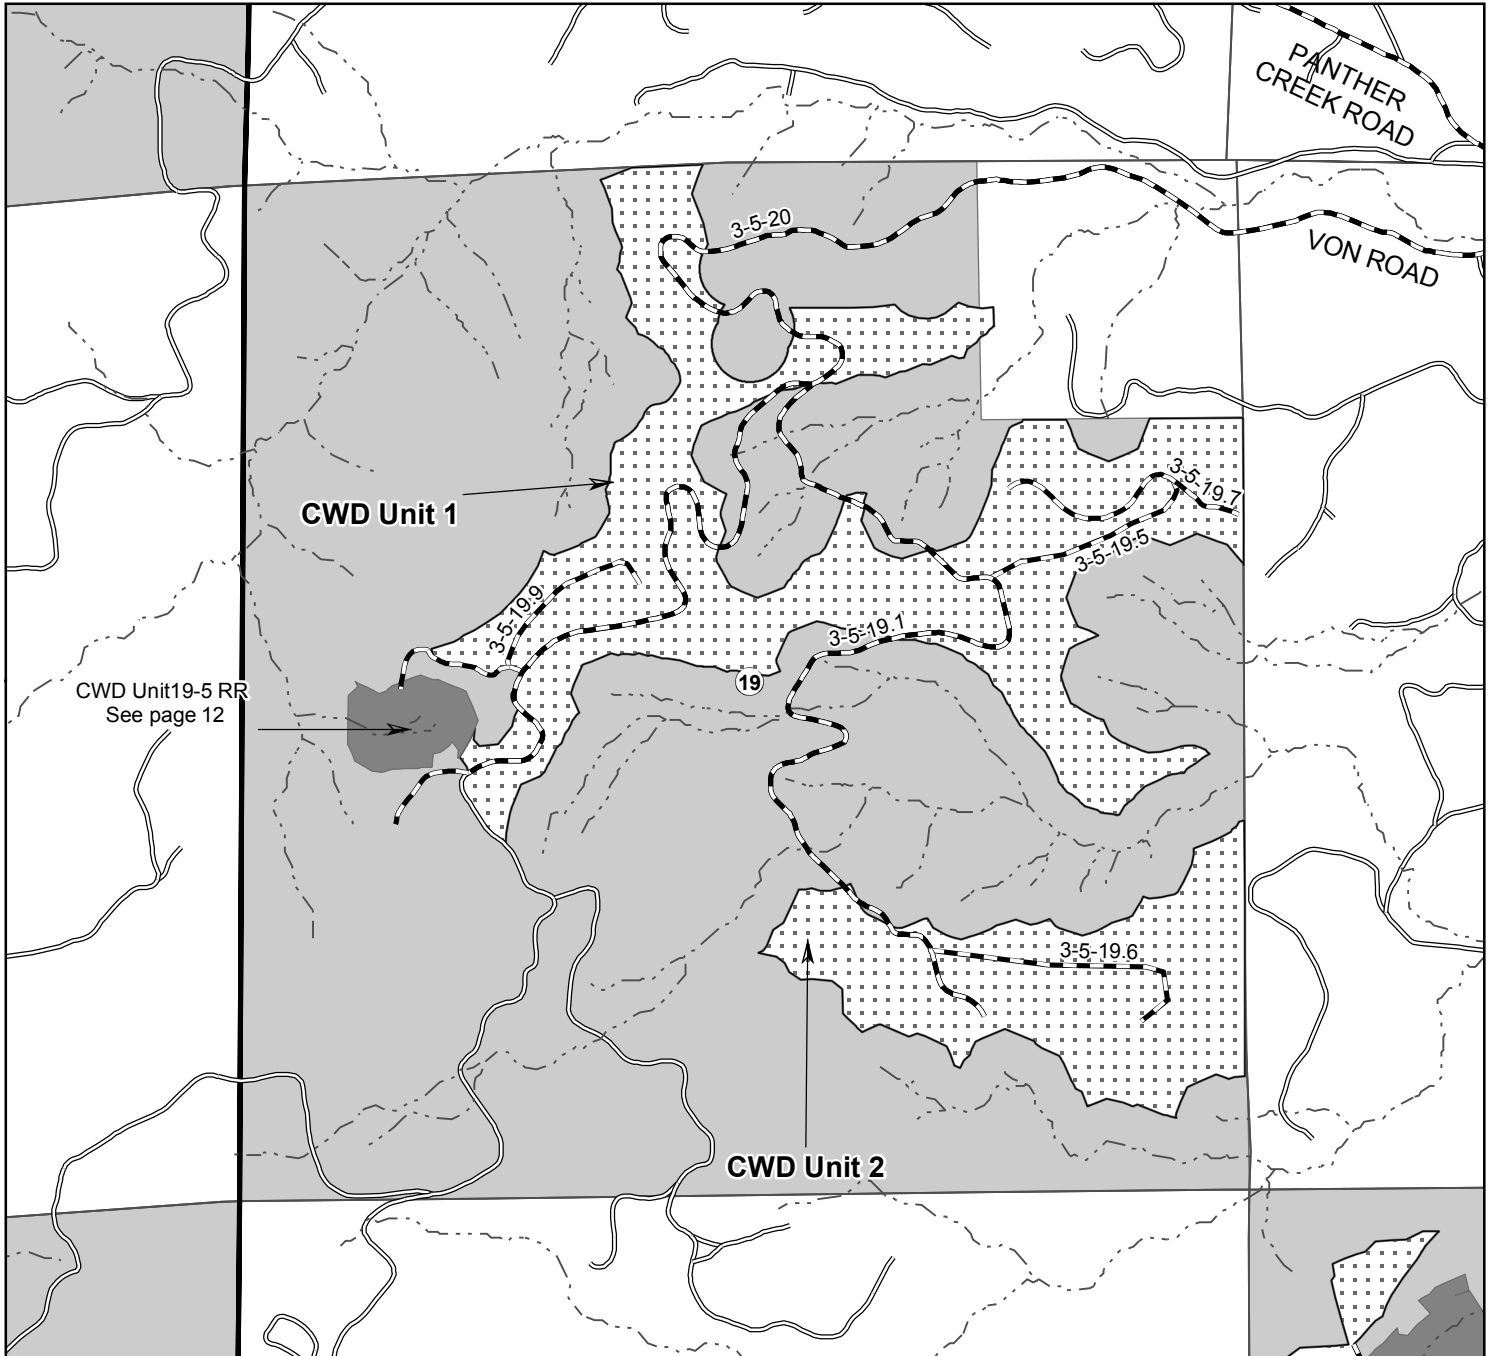 PANTHER
CREEK ROAD
3-5-20
VON ROAD
3-5-19.7
CWD Unit 1
3-5-19.5
3-5-19.9
3-5-19.1
CWD Unit19-5 RR
See page 12
19
3-5-19.6
CWD Unit 2